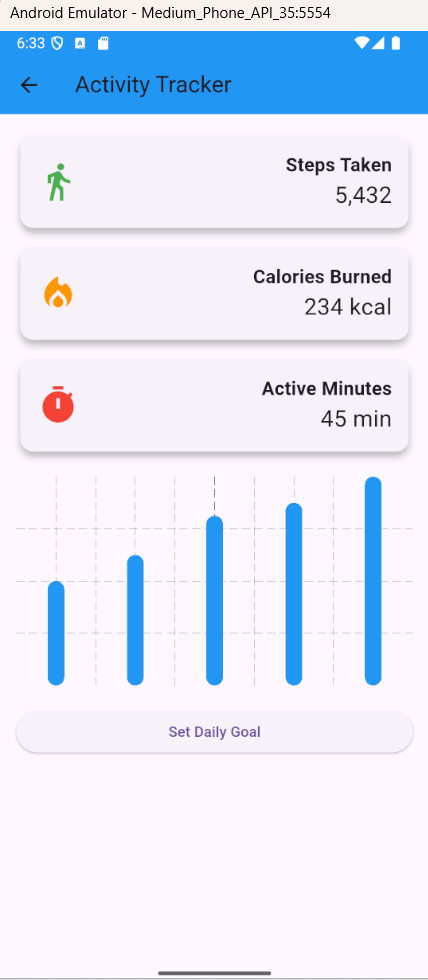 Android Emulator - Medium_Phone_API_35:5554
6:33
Activity Tracker
Steps Taken
5,432
Calories Burned
234 kcal
Active Minutes
45 min
Set Daily Goal